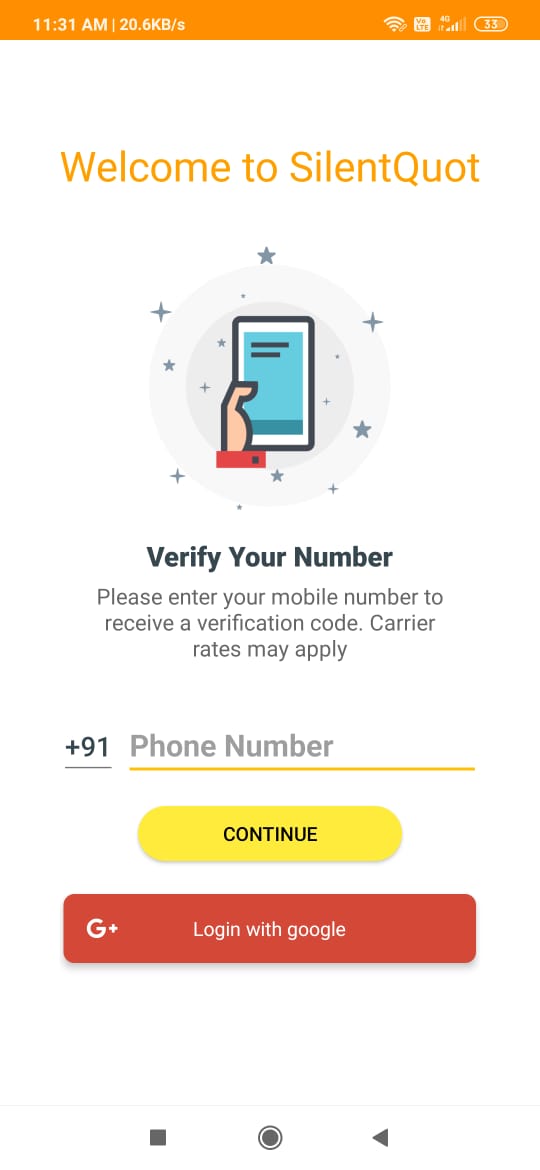 11:31 AM | 20.6KB/s Vo LTE 4G 33
Welcome to SilentQuot
Verify Your Number
Please enter your mobile number to
receive a verification code. Carrier
rates may apply
+91 Phone Number
CONTINUE
G+ Login with google